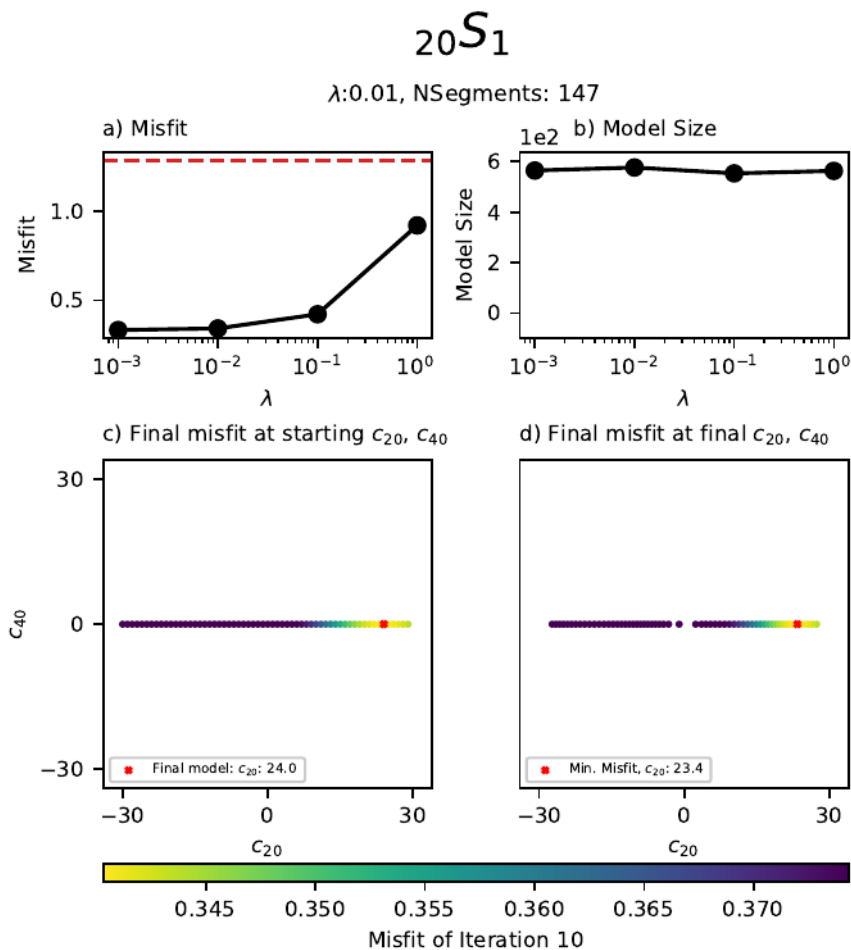 ₂₀S₁
λ:0.01, NSegments: 147
a) Misfit
b) Model Size
1e2
1.0
0.5
Misfit
10⁻³ 10⁻² 10⁻¹ 10⁰
λ
6
4
2
0
Model Size
10⁻³ 10⁻² 10⁻¹ 10⁰
λ
c) Final misfit at starting c₂₀, c₄₀
d) Final misfit at final c₂₀, c₄₀
30
0
−30
c₄₀
Final model: c₂₀: 24.0
Min. Misfit, c₂₀: 23.4
−30 0 30
−30 0 30
c₂₀
c₂₀
0.345 0.350 0.355 0.360 0.365 0.370
Misfit of Iteration 10